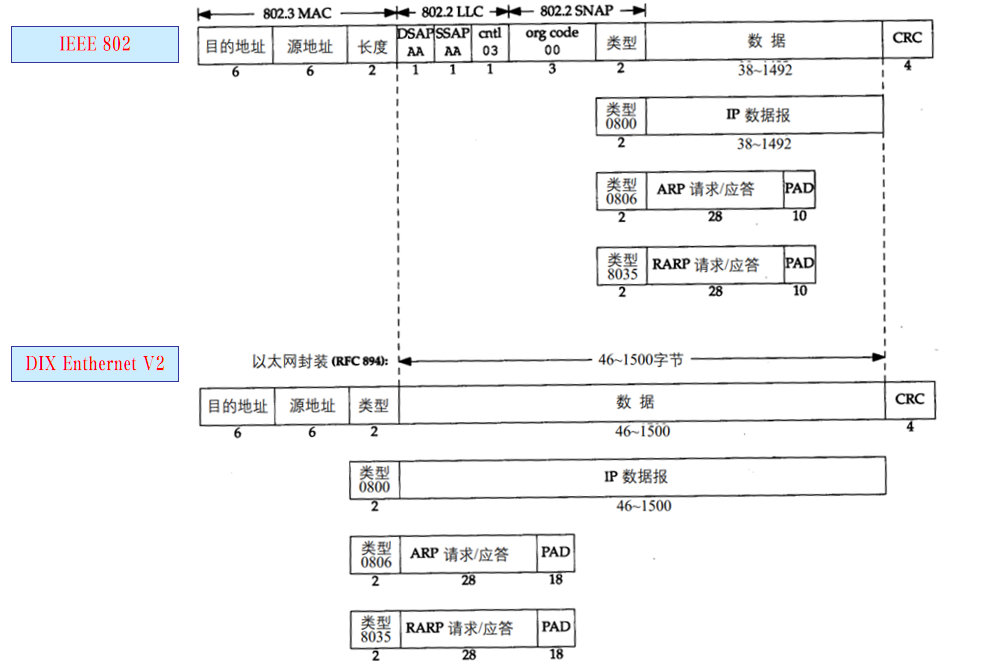 802.3 MAC 802.2 LLC 802.2 SNAP
IEEE 802
目的地址 源地址 长度 DSAP AA SSAP AA cntl 03 org code 00 类型 数 据 CRC
6 6 2 1 1 1 3 2 38~1492 4
类型 0800 IP 数据报
2 38~1492
类型 0806 ARP 请求/应答 PAD
2 28 10
类型 8035 RARP 请求/应答 PAD
2 28 10
DIX Enthernet V2
以太网封装 (RFC 894): 46~1500字节
目的地址 源地址 类型 数 据 CRC
6 6 2 46~1500 4
类型 0800 IP 数据报
2 46~1500
类型 0806 ARP 请求/应答 PAD
2 28 18
类型 8035 RARP 请求/应答 PAD
2 28 18